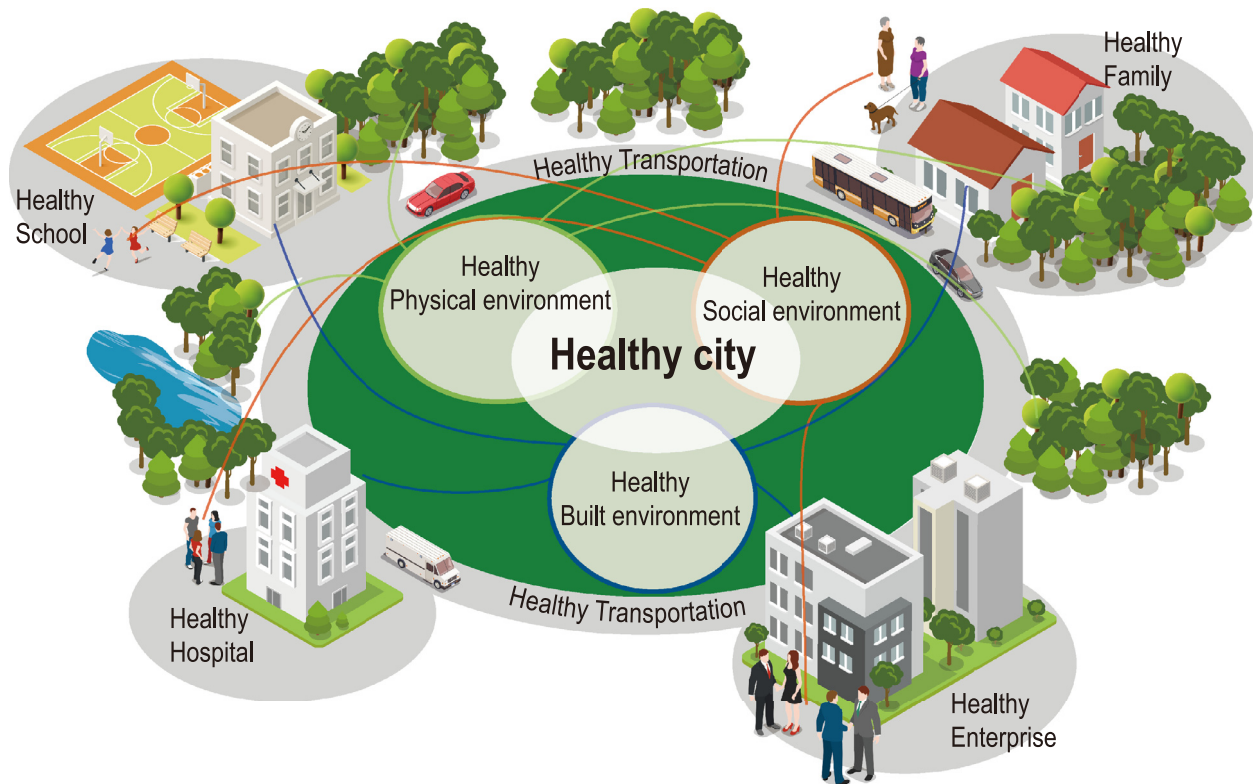 Healthy
Family
Healthy Transportation
Healthy
School
Healthy
Physical environment
Healthy
Social environment
Healthy city
Healthy
Built environment
Healthy Transportation
Healthy
Hospital
Healthy
Enterprise